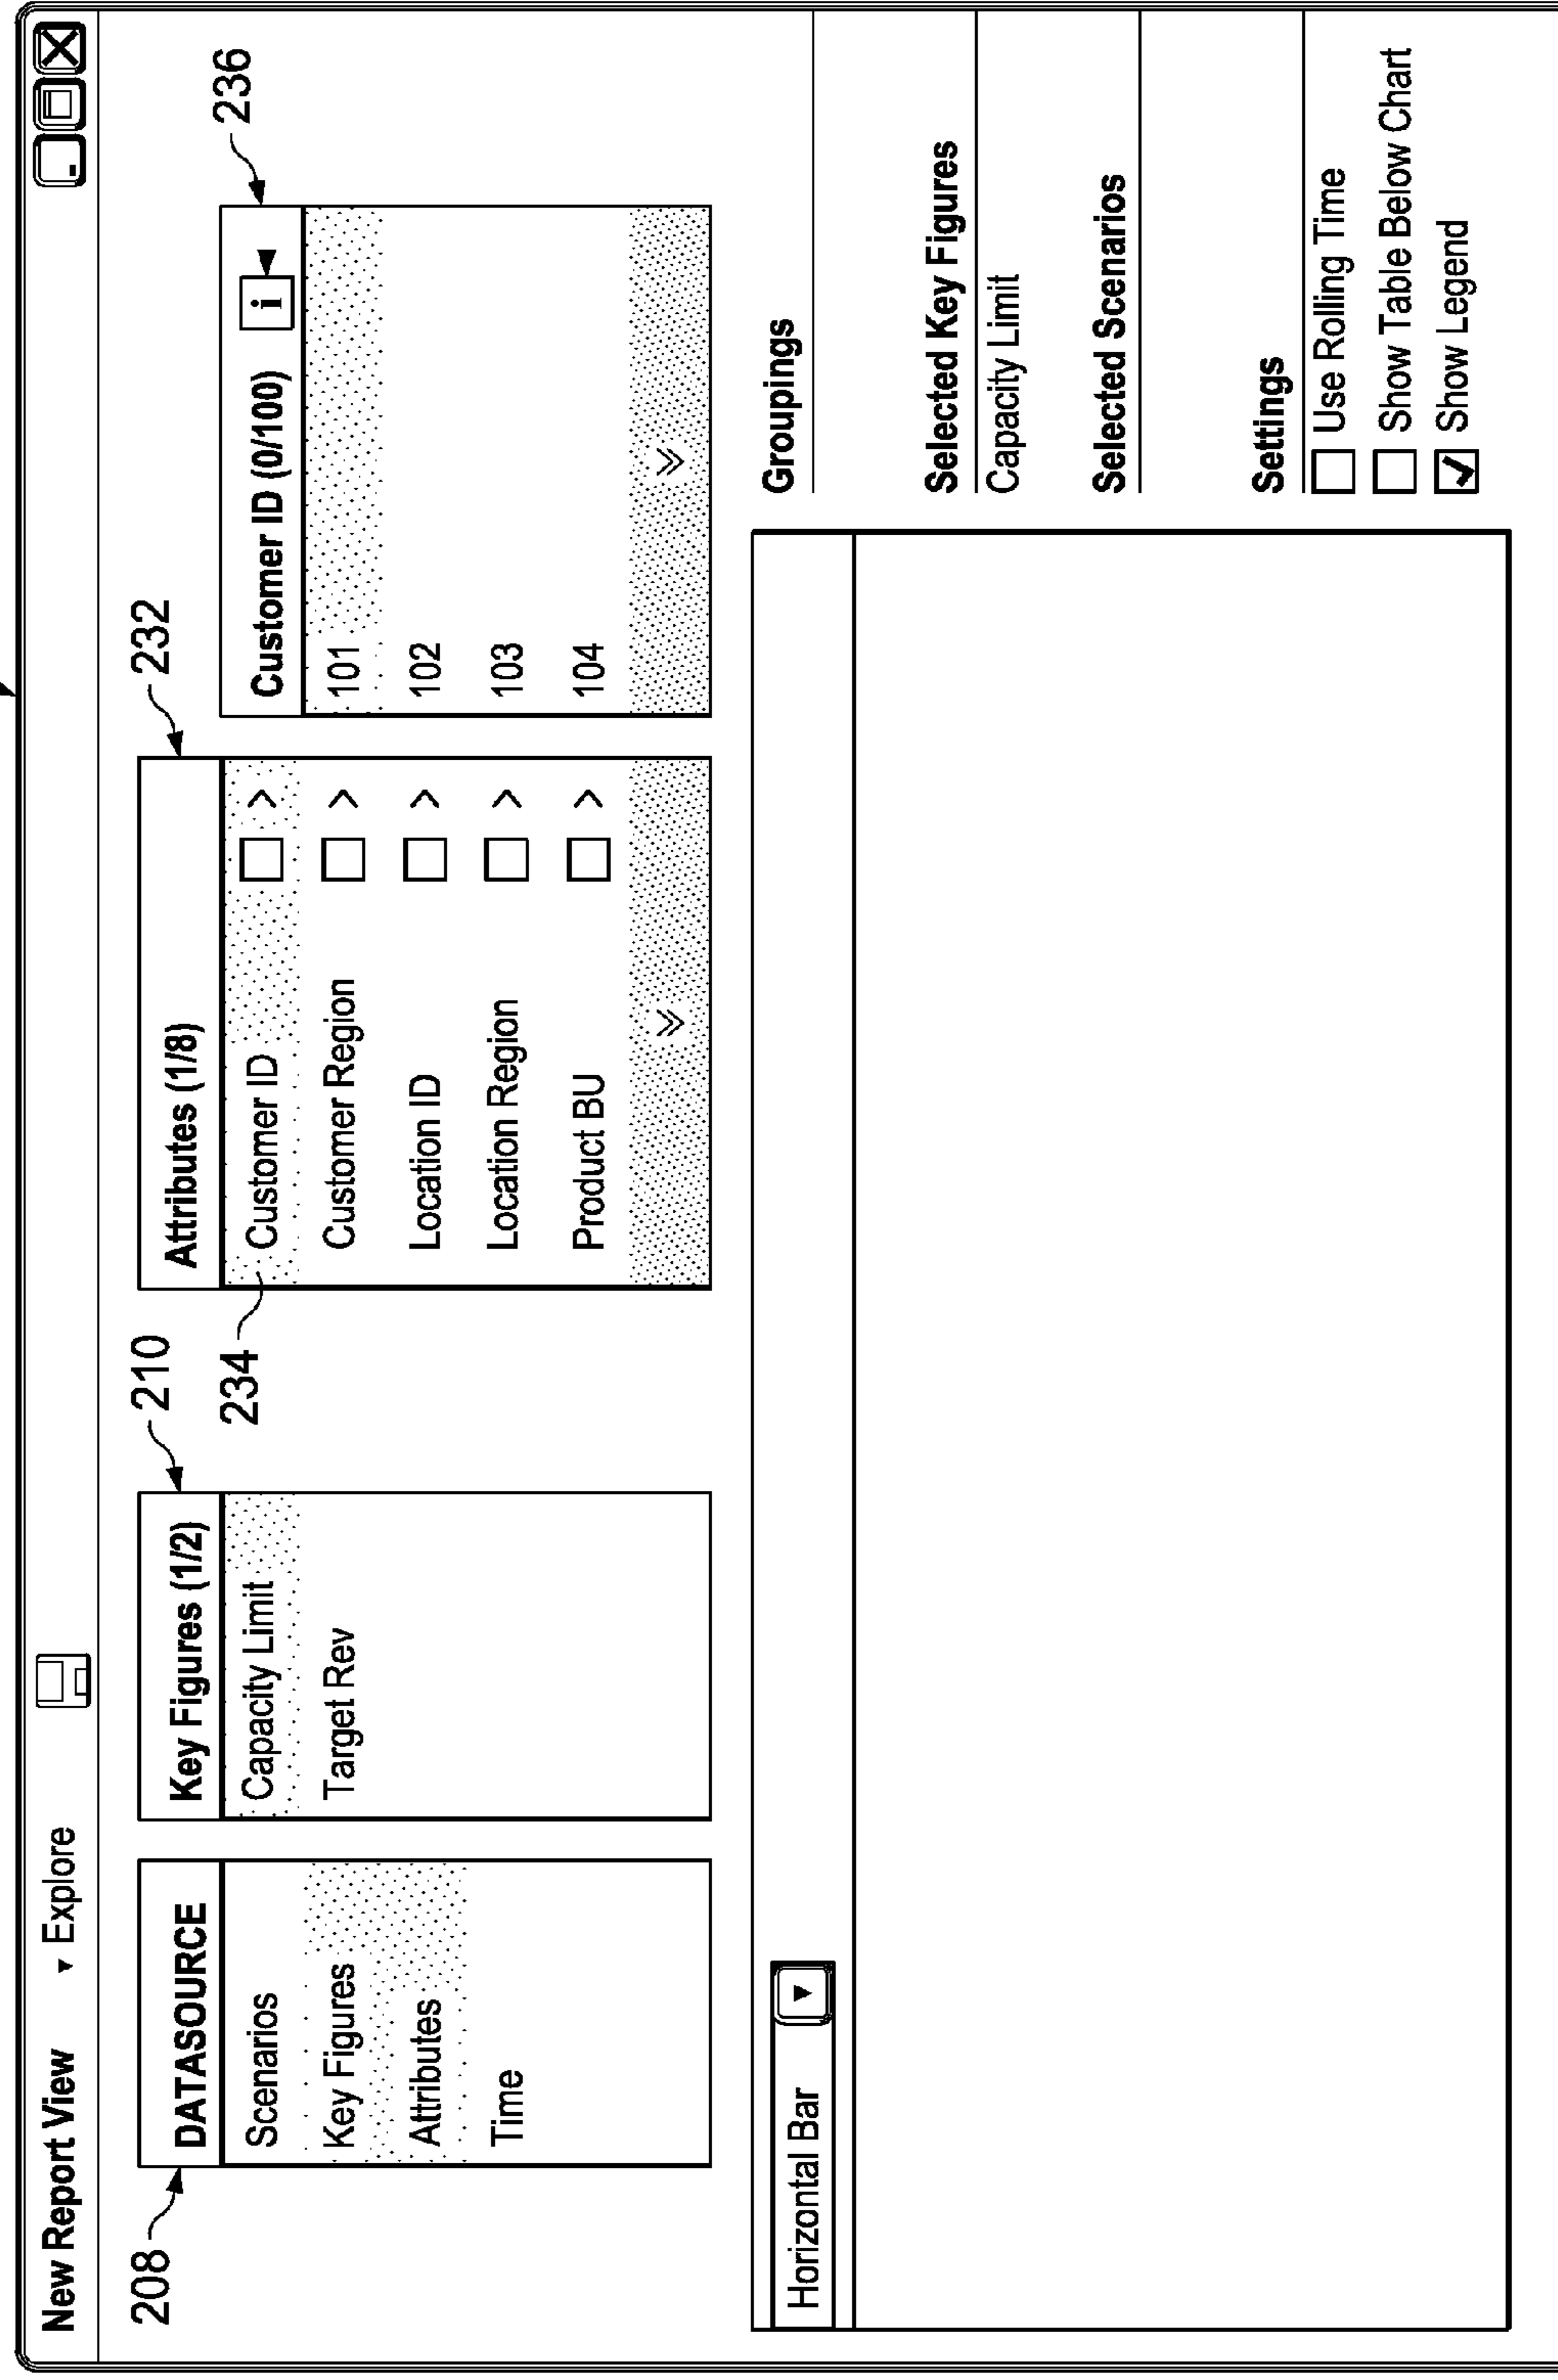 New Report View ▾ Explore
208
DATASOURCE
Scenarios
Key Figures
Attributes
Time
210
Key Figures (1/2)
Capacity Limit
Target Rev
232
Attributes (1/8)
234
Customer ID >
Customer Region >
Location ID >
Location Region >
Product BU >
236
Customer ID (0/100) i
101
102
103
104
Horizontal Bar
Groupings
Selected Key Figures
Capacity Limit
Selected Scenarios
Settings
Use Rolling Time
Show Table Below Chart
Show Legend